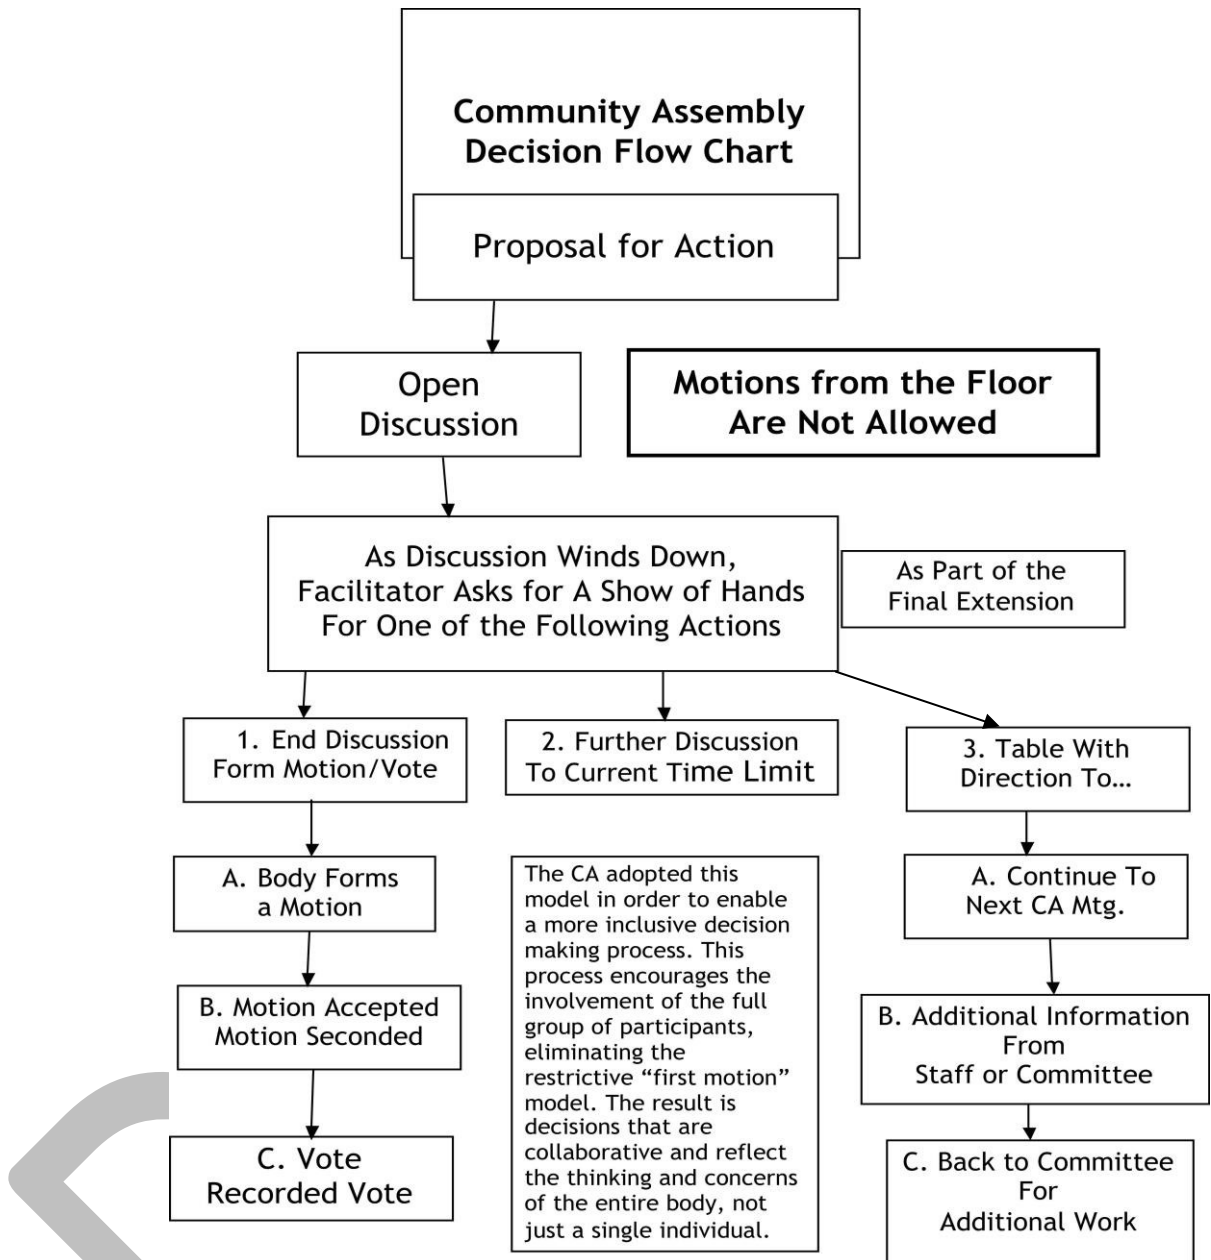 Community Assembly
Decision Flow Chart
Proposal for Action
Open
Discussion
Motions from the Floor
Are Not Allowed
As Discussion Winds Down,
Facilitator Asks for A Show of Hands
For One of the Following Actions
As Part of the
Final Extension
1. End Discussion
Form Motion/Vote
2. Further Discussion
To Current Time Limit
3. Table With
Direction To…
A. Body Forms
a Motion
B. Motion Accepted
Motion Seconded
C. Vote
Recorded Vote
The CA adopted this
model in order to enable
a more inclusive decision
making process. This
process encourages the
involvement of the full
group of participants,
eliminating the
restrictive “first motion”
model. The result is
decisions that are
collaborative and reflect
the thinking and concerns
of the entire body, not
just a single individual.
A. Continue To
Next CA Mtg.
B. Additional Information
From
Staff or Committee
C. Back to Committee
For
Additional Work